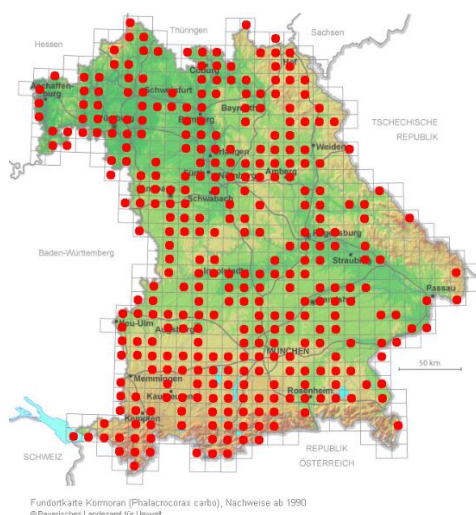 Thüringen
Sachsen
Hessen
Hof
Coburg
Schweinfurt
Bayreuth
TSCHECHISCHE
REPUBLIK
Bamberg
Weiden
Erlangen
Fürth
Nürnberg
Amberg
Schwabach
Regensburg
Baden-Württemberg
Straubing
Ingolstadt
Passau
Landshut
Neu-Ulm
Augsburg
MÜNCHEN
50 km
Memmingen
Kaufbeuren
Rosenheim
Kempten
SCHWEIZ
REPUBLIK
ÖSTERREICH
Fundortkarte Kormoran (Phalacrocorax carbo), Nachweise ab 1990
©Bayerisches Landesamt für Umwelt